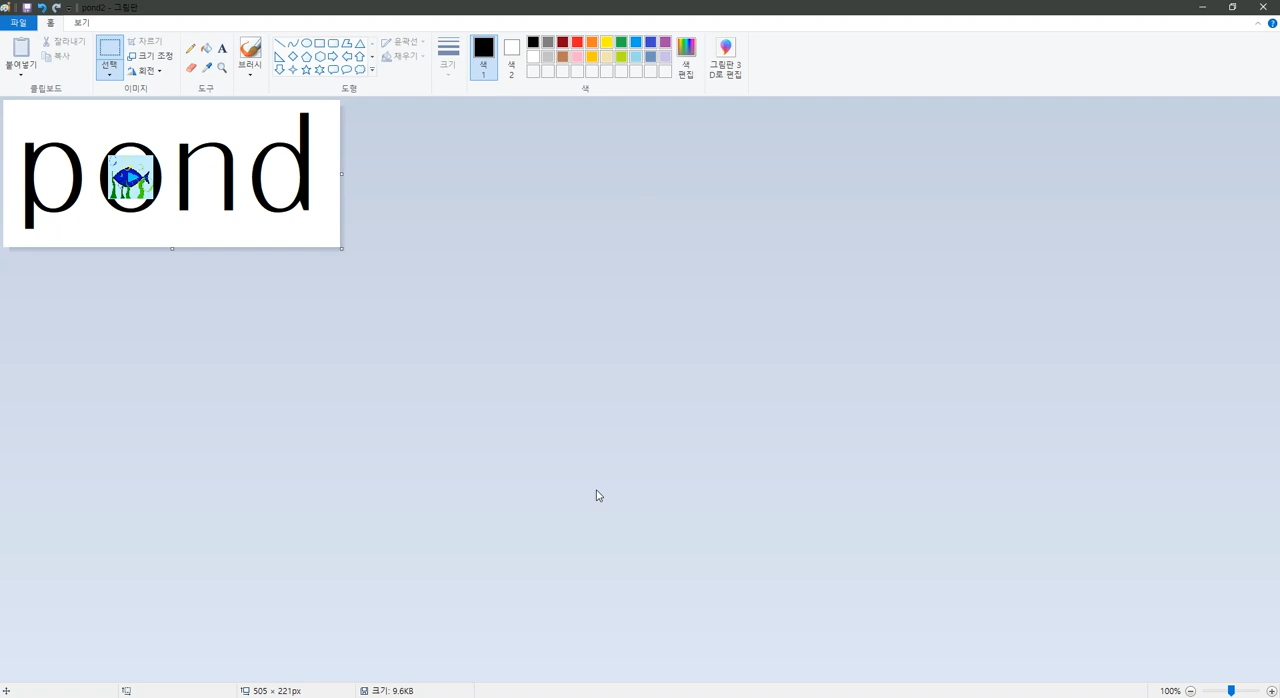 pond2 - 그림판
파일 홈 보기
붙여넣기 잘라내기 복사 클립보드
선택 자르기 크기 조정 회전 이미지
A 도구
브러시
윤곽선 채우기 도형
크기
색 1 색 2 색 편집 색
그림판 3D로 편집
pond
505 × 221px 크기: 9.6KB 100%